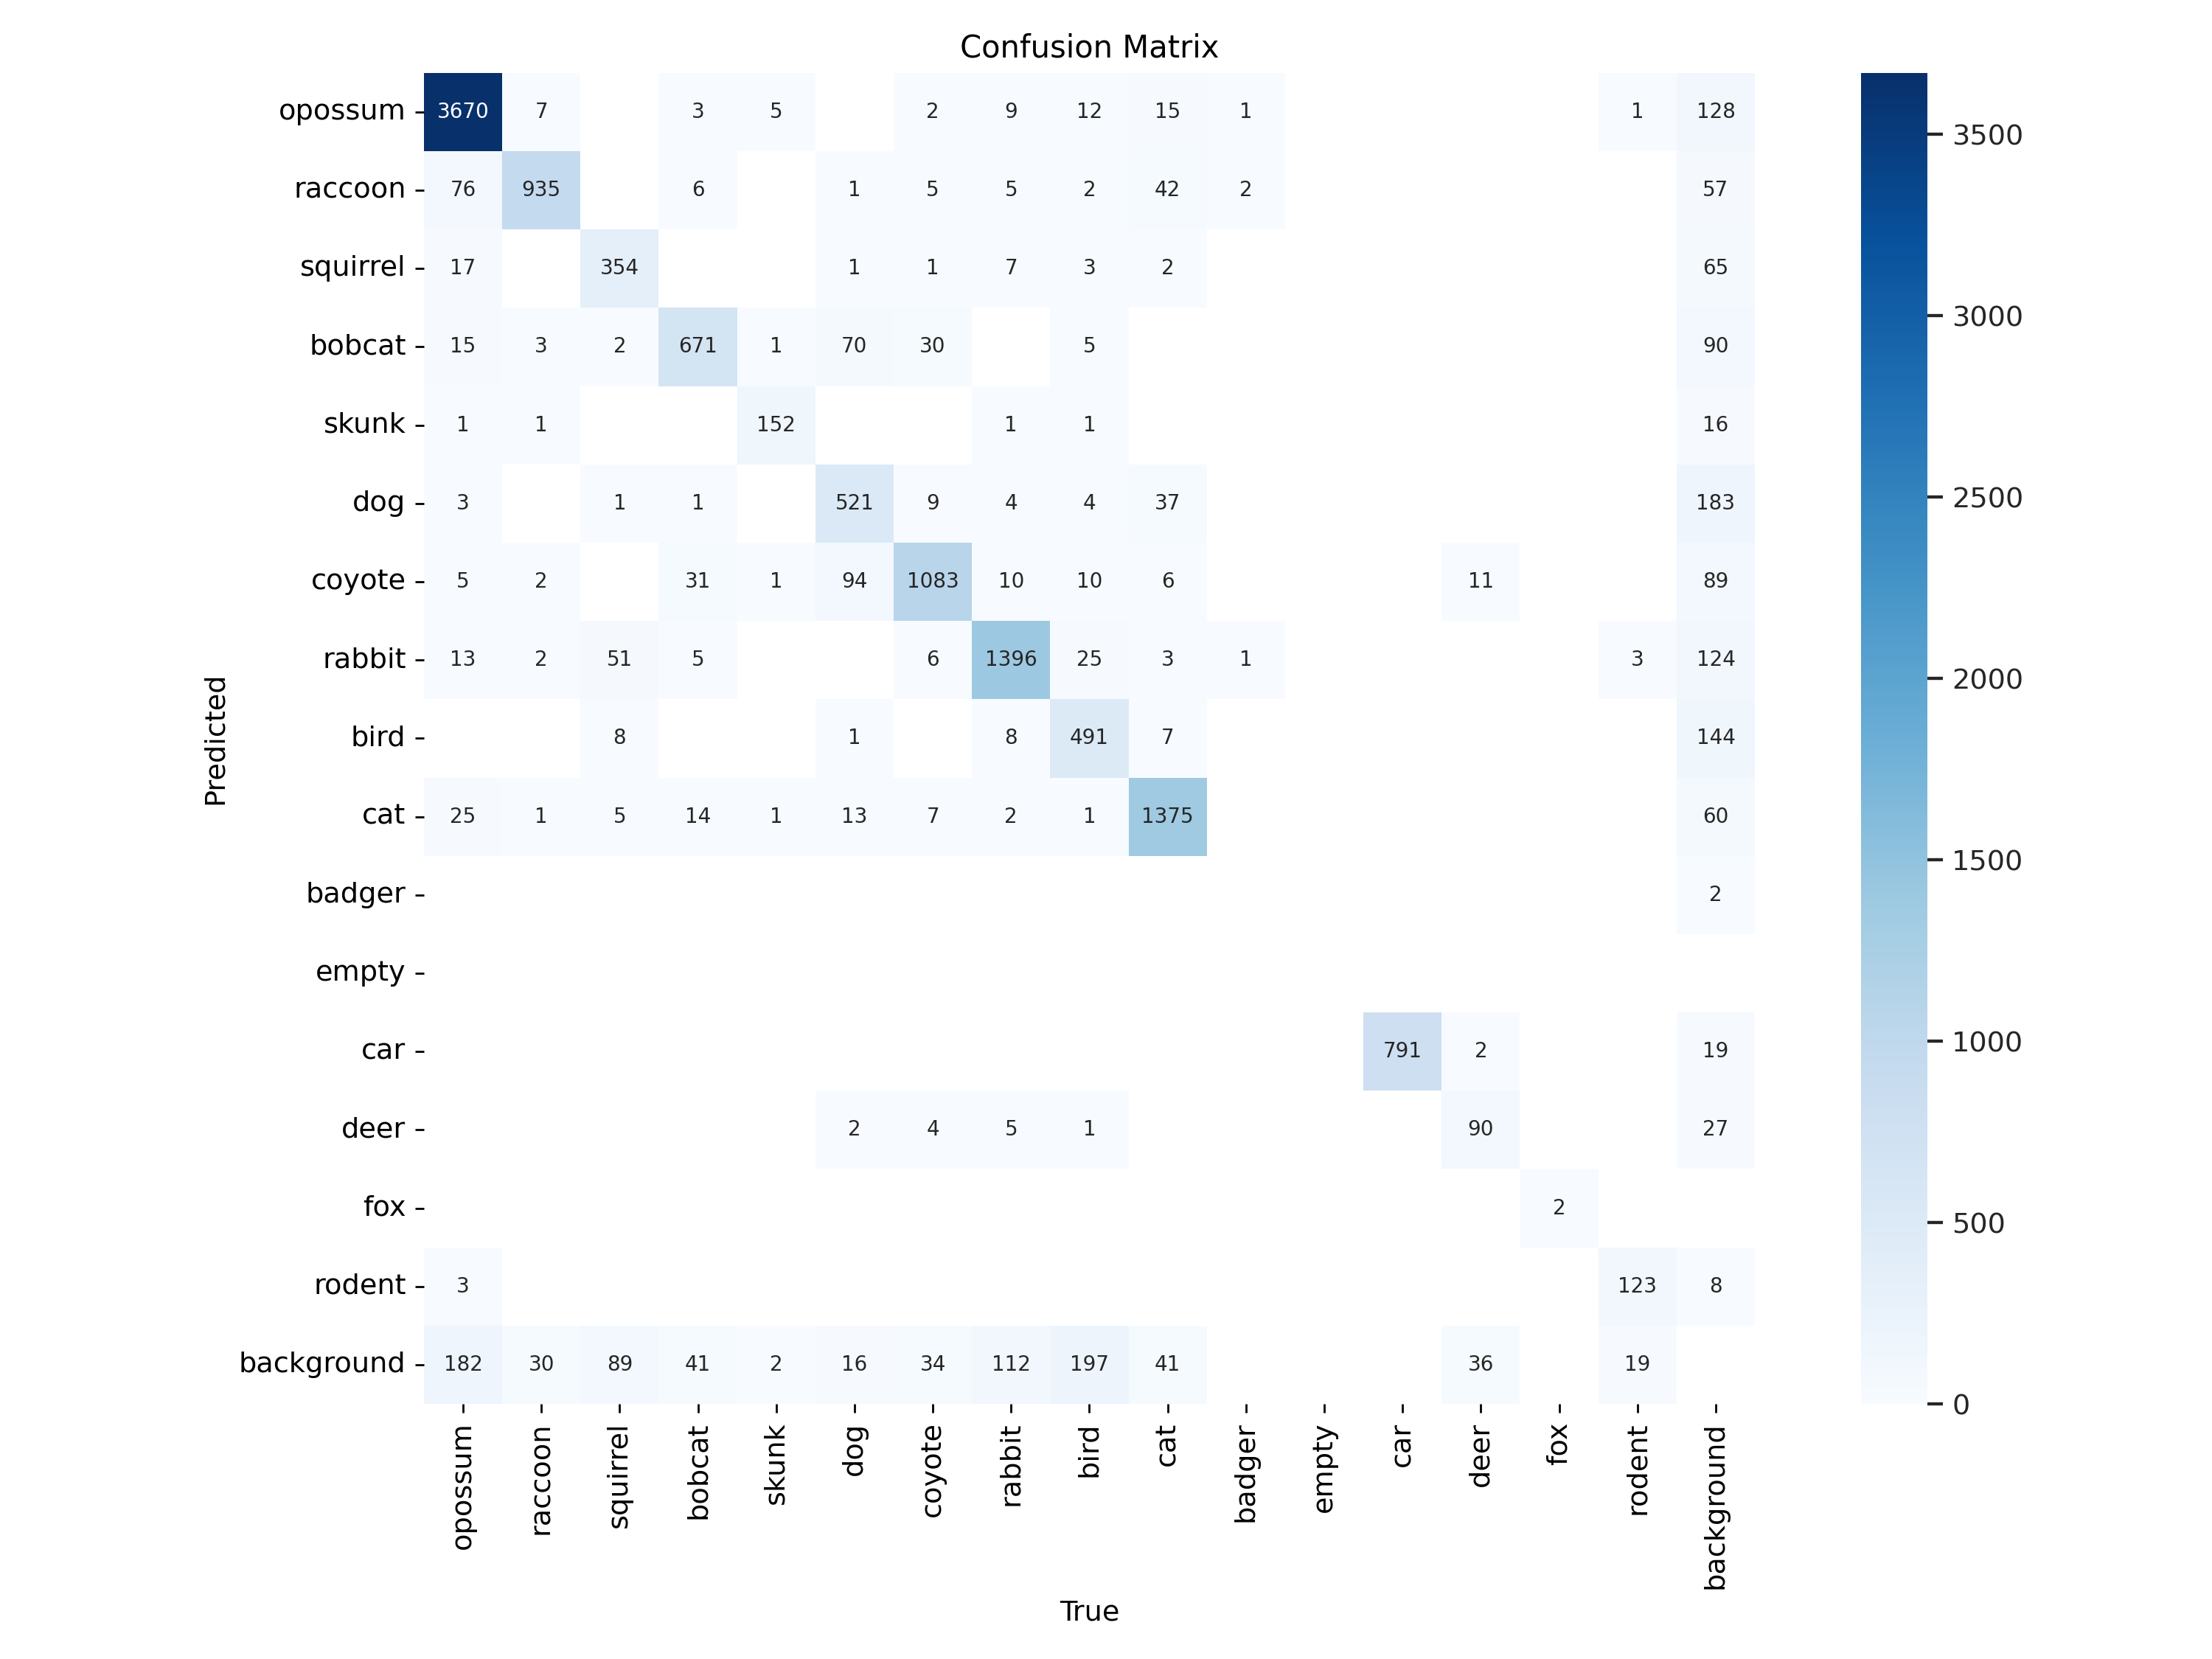 Confusion Matrix
opossum 3670 7 3 5 2 9 12 15 1 1 128
raccoon 76 935 6 1 5 5 2 42 2 57
squirrel 17 354 1 1 7 3 2 65
bobcat 15 3 2 671 1 70 30 5 90
skunk 1 1 152 1 1 16
dog 3 1 1 521 9 4 4 37 183
coyote 5 2 31 1 94 1083 10 10 6 11 89
rabbit 13 2 51 5 6 1396 25 3 1 3 124
bird 8 1 8 491 7 144
cat 25 1 5 14 1 13 7 2 1 1375 60
badger 2
empty
car 791 2 19
deer 2 4 5 1 90 27
fox 2
rodent 3 123 8
background 182 30 89 41 2 16 34 112 197 41 36 19
opossum raccoon squirrel bobcat skunk dog coyote rabbit bird cat badger empty car deer fox rodent background
True
Predicted
3500
3000
2500
2000
1500
1000
500
0